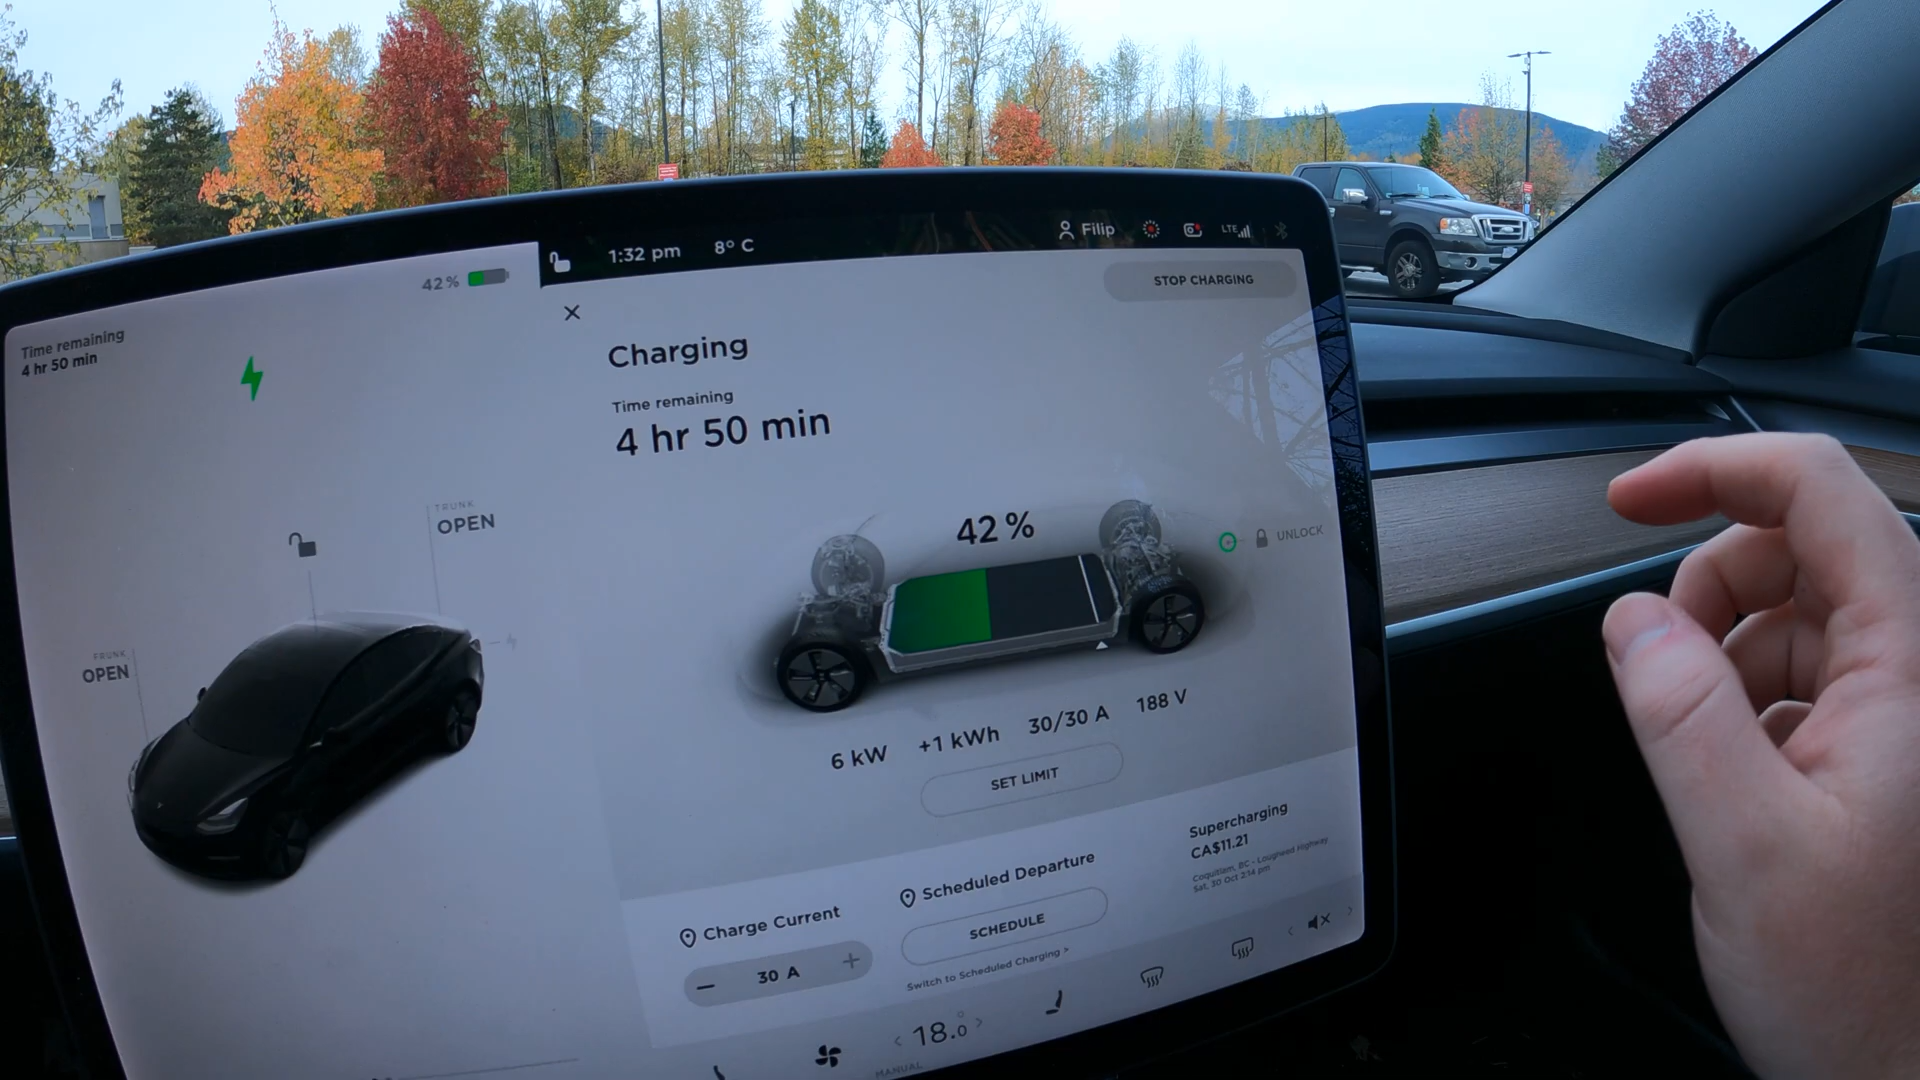 42%
Time remaining
4 hr 50 min
TRUNK
OPEN
FRUNK
OPEN
1:32 pm
8° C
Filip
LTE
STOP CHARGING
Charging
Time remaining
4 hr 50 min
42 %
UNLOCK
6 kW
+1 kWh
30/30 A
188 V
SET LIMIT
Charge Current
30 A
Scheduled Departure
SCHEDULE
Switch to Scheduled Charging >
Supercharging
CA$11.21
Coquitlam, BC - Lougheed Highway
Sat, 30 Oct 2:14 pm
18.0°
MANUAL